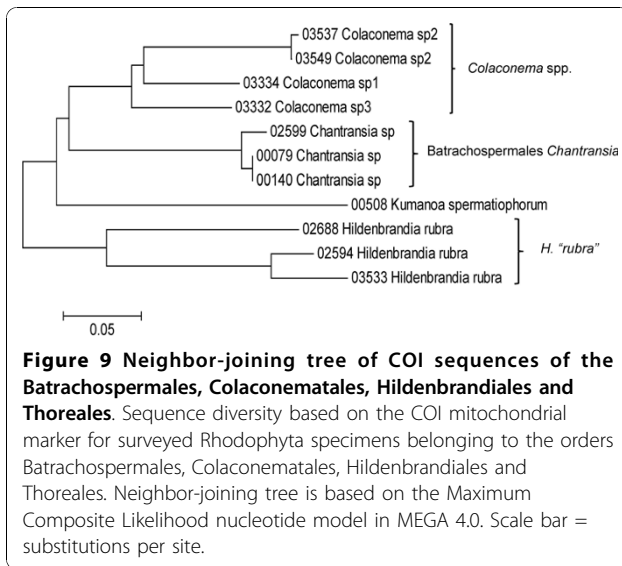 03537 Colaconema sp2
03549 Colaconema sp2
Colaconema spp.
03334 Colaconema sp1
03332 Colaconema sp3
02599 Chantransia sp
00079 Chantransia sp
Batrachospermales Chantransia
00140 Chantransia sp
00508 Kumanoa spermatiophorum
02688 Hildenbrandia rubra
02594 Hildenbrandia rubra
H. "rubra"
03533 Hildenbrandia rubra
0.05
Figure 9 Neighbor-joining tree of COI sequences of the
Batrachospermales, Colaconematales, Hildenbrandiales and
Thoreales. Sequence diversity based on the COI mitochondrial
marker for surveyed Rhodophyta specimens belonging to the orders
Batrachospermales, Colaconematales, Hildenbrandiales and
Thoreales. Neighbor-joining tree is based on the Maximum
Composite Likelihood nucleotide model in MEGA 4.0. Scale bar =
substitutions per site.